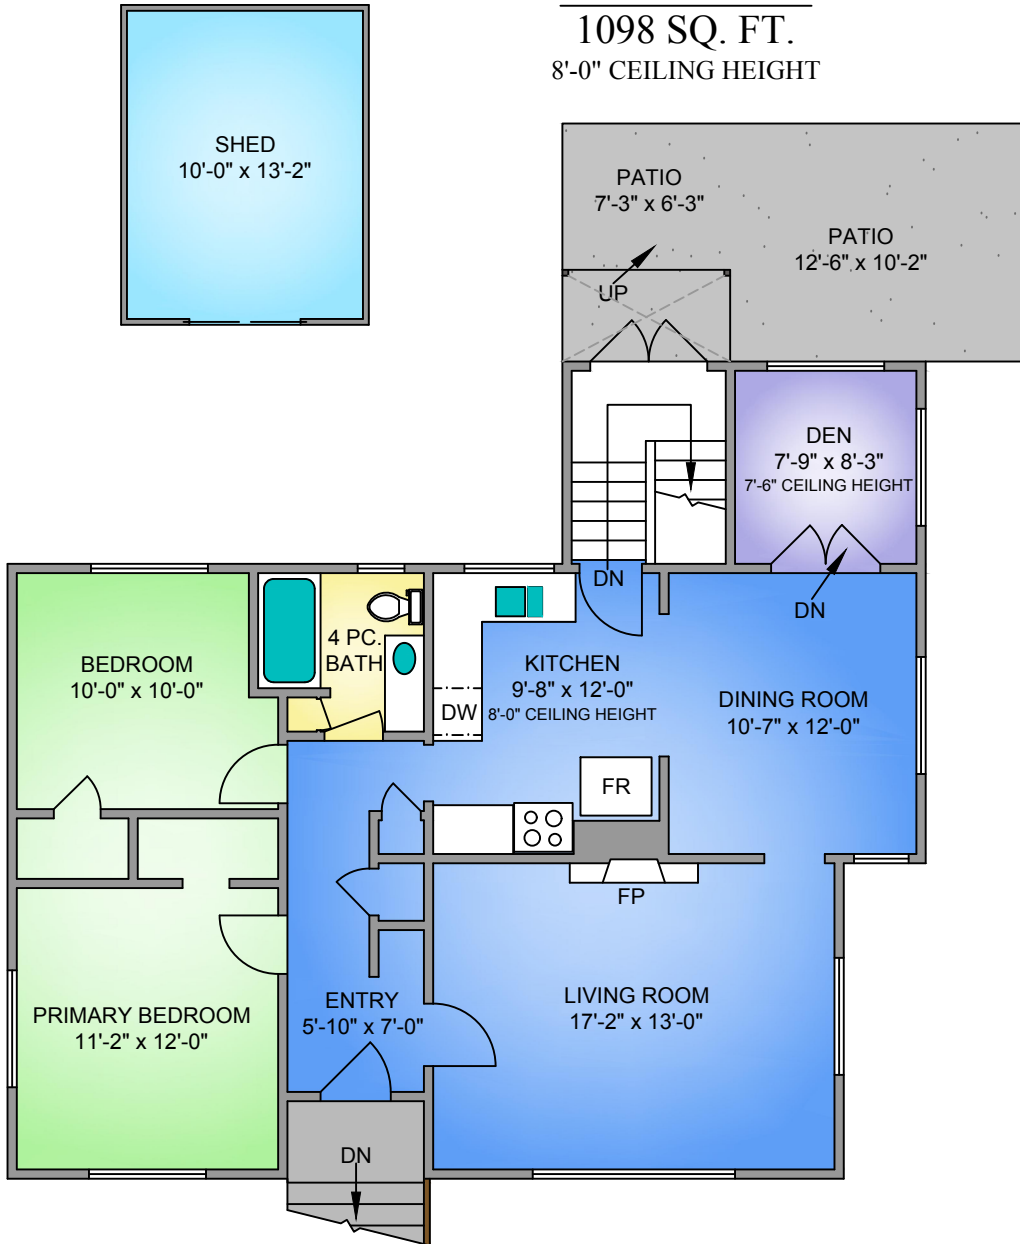 1098 SQ. FT.
8'-0" CEILING HEIGHT
SHED
10'-0" x 13'-2"
PATIO
7'-3" x 6'-3"
PATIO
12'-6" x 10'-2"
UP
DEN
7'-9" x 8'-3"
7'-6" CEILING HEIGHT
DN
DN
4 PC.
BATH
BEDROOM
10'-0" x 10'-0"
KITCHEN
9'-8" x 12'-0"
8'-0" CEILING HEIGHT
DW
DINING ROOM
10'-7" x 12'-0"
FR
FP
PRIMARY BEDROOM
11'-2" x 12'-0"
ENTRY
5'-10" x 7'-0"
LIVING ROOM
17'-2" x 13'-0"
DN